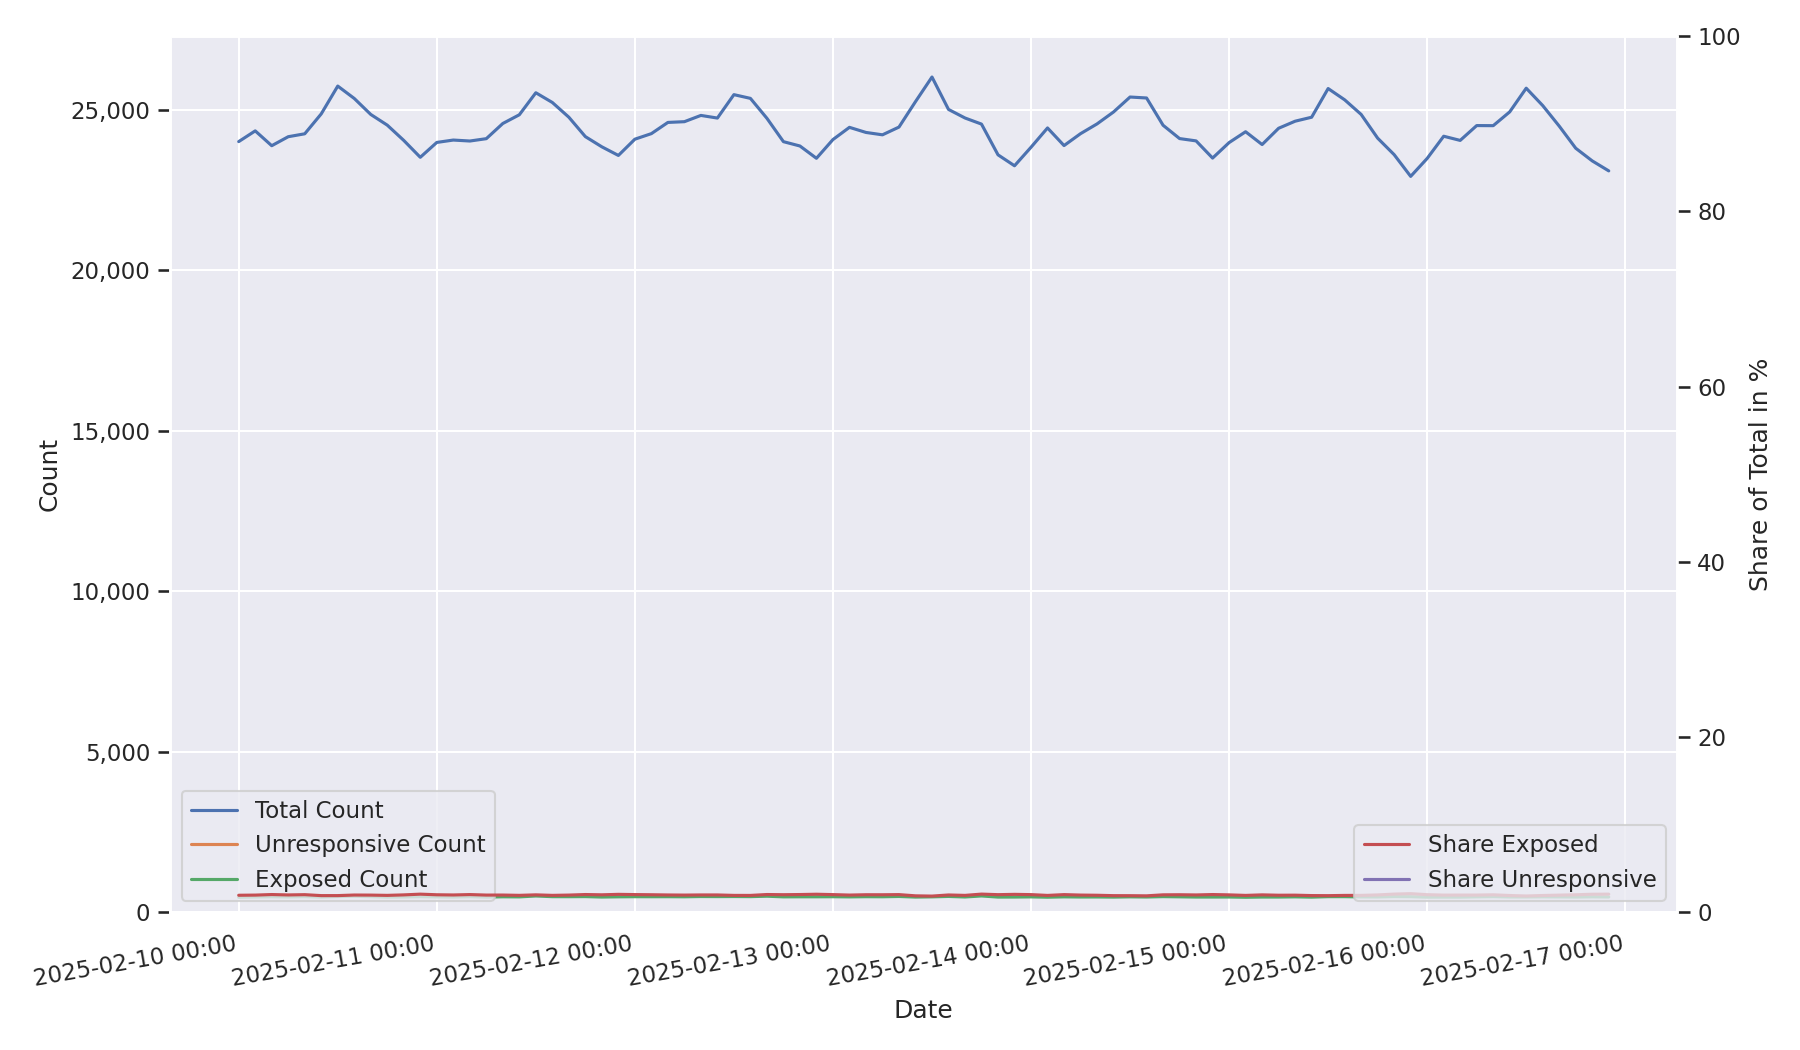 100
25,000
80
20,000
60
15,000
Count
Share of Total in %
40
10,000
20
5,000
Total Count
Unresponsive Count
Exposed Count
Share Exposed
Share Unresponsive
0
0
2025-02-10 00:00
2025-02-11 00:00
2025-02-12 00:00
2025-02-13 00:00
2025-02-14 00:00
2025-02-15 00:00
2025-02-16 00:00
2025-02-17 00:00
Date